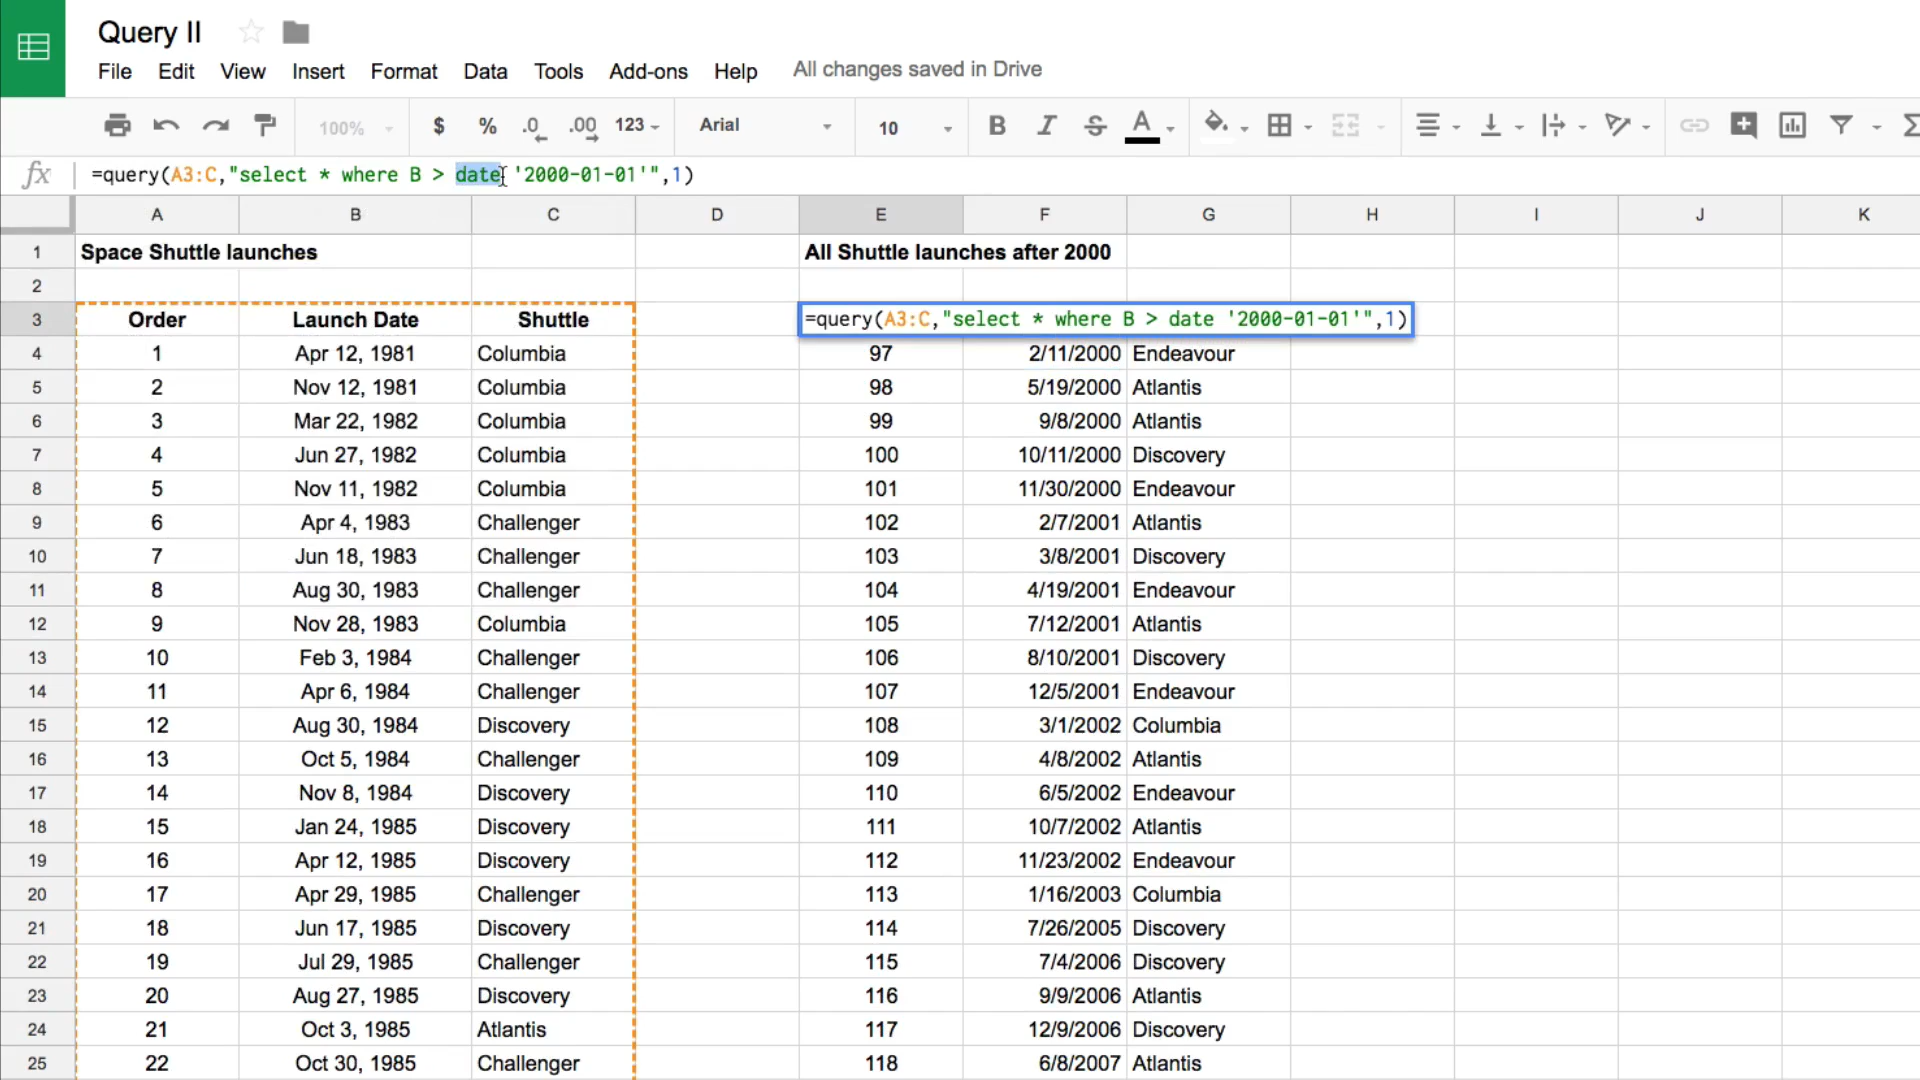 Query II
File Edit View Insert Format Data Tools Add-ons Help All changes saved in Drive
100% $ % .0 .00 123 Arial 10 B I S A
fx =query(A3:C,"select * where B > date '2000-01-01'",1)
A B C D E F G H I J K
1 Space Shuttle launches All Shuttle launches after 2000
2
3 Order Launch Date Shuttle =query(A3:C,"select * where B > date '2000-01-01'",1)
4 1 Apr 12, 1981 Columbia 97 2/11/2000 Endeavour
5 2 Nov 12, 1981 Columbia 98 5/19/2000 Atlantis
6 3 Mar 22, 1982 Columbia 99 9/8/2000 Atlantis
7 4 Jun 27, 1982 Columbia 100 10/11/2000 Discovery
8 5 Nov 11, 1982 Columbia 101 11/30/2000 Endeavour
9 6 Apr 4, 1983 Challenger 102 2/7/2001 Atlantis
10 7 Jun 18, 1983 Challenger 103 3/8/2001 Discovery
11 8 Aug 30, 1983 Challenger 104 4/19/2001 Endeavour
12 9 Nov 28, 1983 Columbia 105 7/12/2001 Atlantis
13 10 Feb 3, 1984 Challenger 106 8/10/2001 Discovery
14 11 Apr 6, 1984 Challenger 107 12/5/2001 Endeavour
15 12 Aug 30, 1984 Discovery 108 3/1/2002 Columbia
16 13 Oct 5, 1984 Challenger 109 4/8/2002 Atlantis
17 14 Nov 8, 1984 Discovery 110 6/5/2002 Endeavour
18 15 Jan 24, 1985 Discovery 111 10/7/2002 Atlantis
19 16 Apr 12, 1985 Discovery 112 11/23/2002 Endeavour
20 17 Apr 29, 1985 Challenger 113 1/16/2003 Columbia
21 18 Jun 17, 1985 Discovery 114 7/26/2005 Discovery
22 19 Jul 29, 1985 Challenger 115 7/4/2006 Discovery
23 20 Aug 27, 1985 Discovery 116 9/9/2006 Atlantis
24 21 Oct 3, 1985 Atlantis 117 12/9/2006 Discovery
25 22 Oct 30, 1985 Challenger 118 6/8/2007 Atlantis